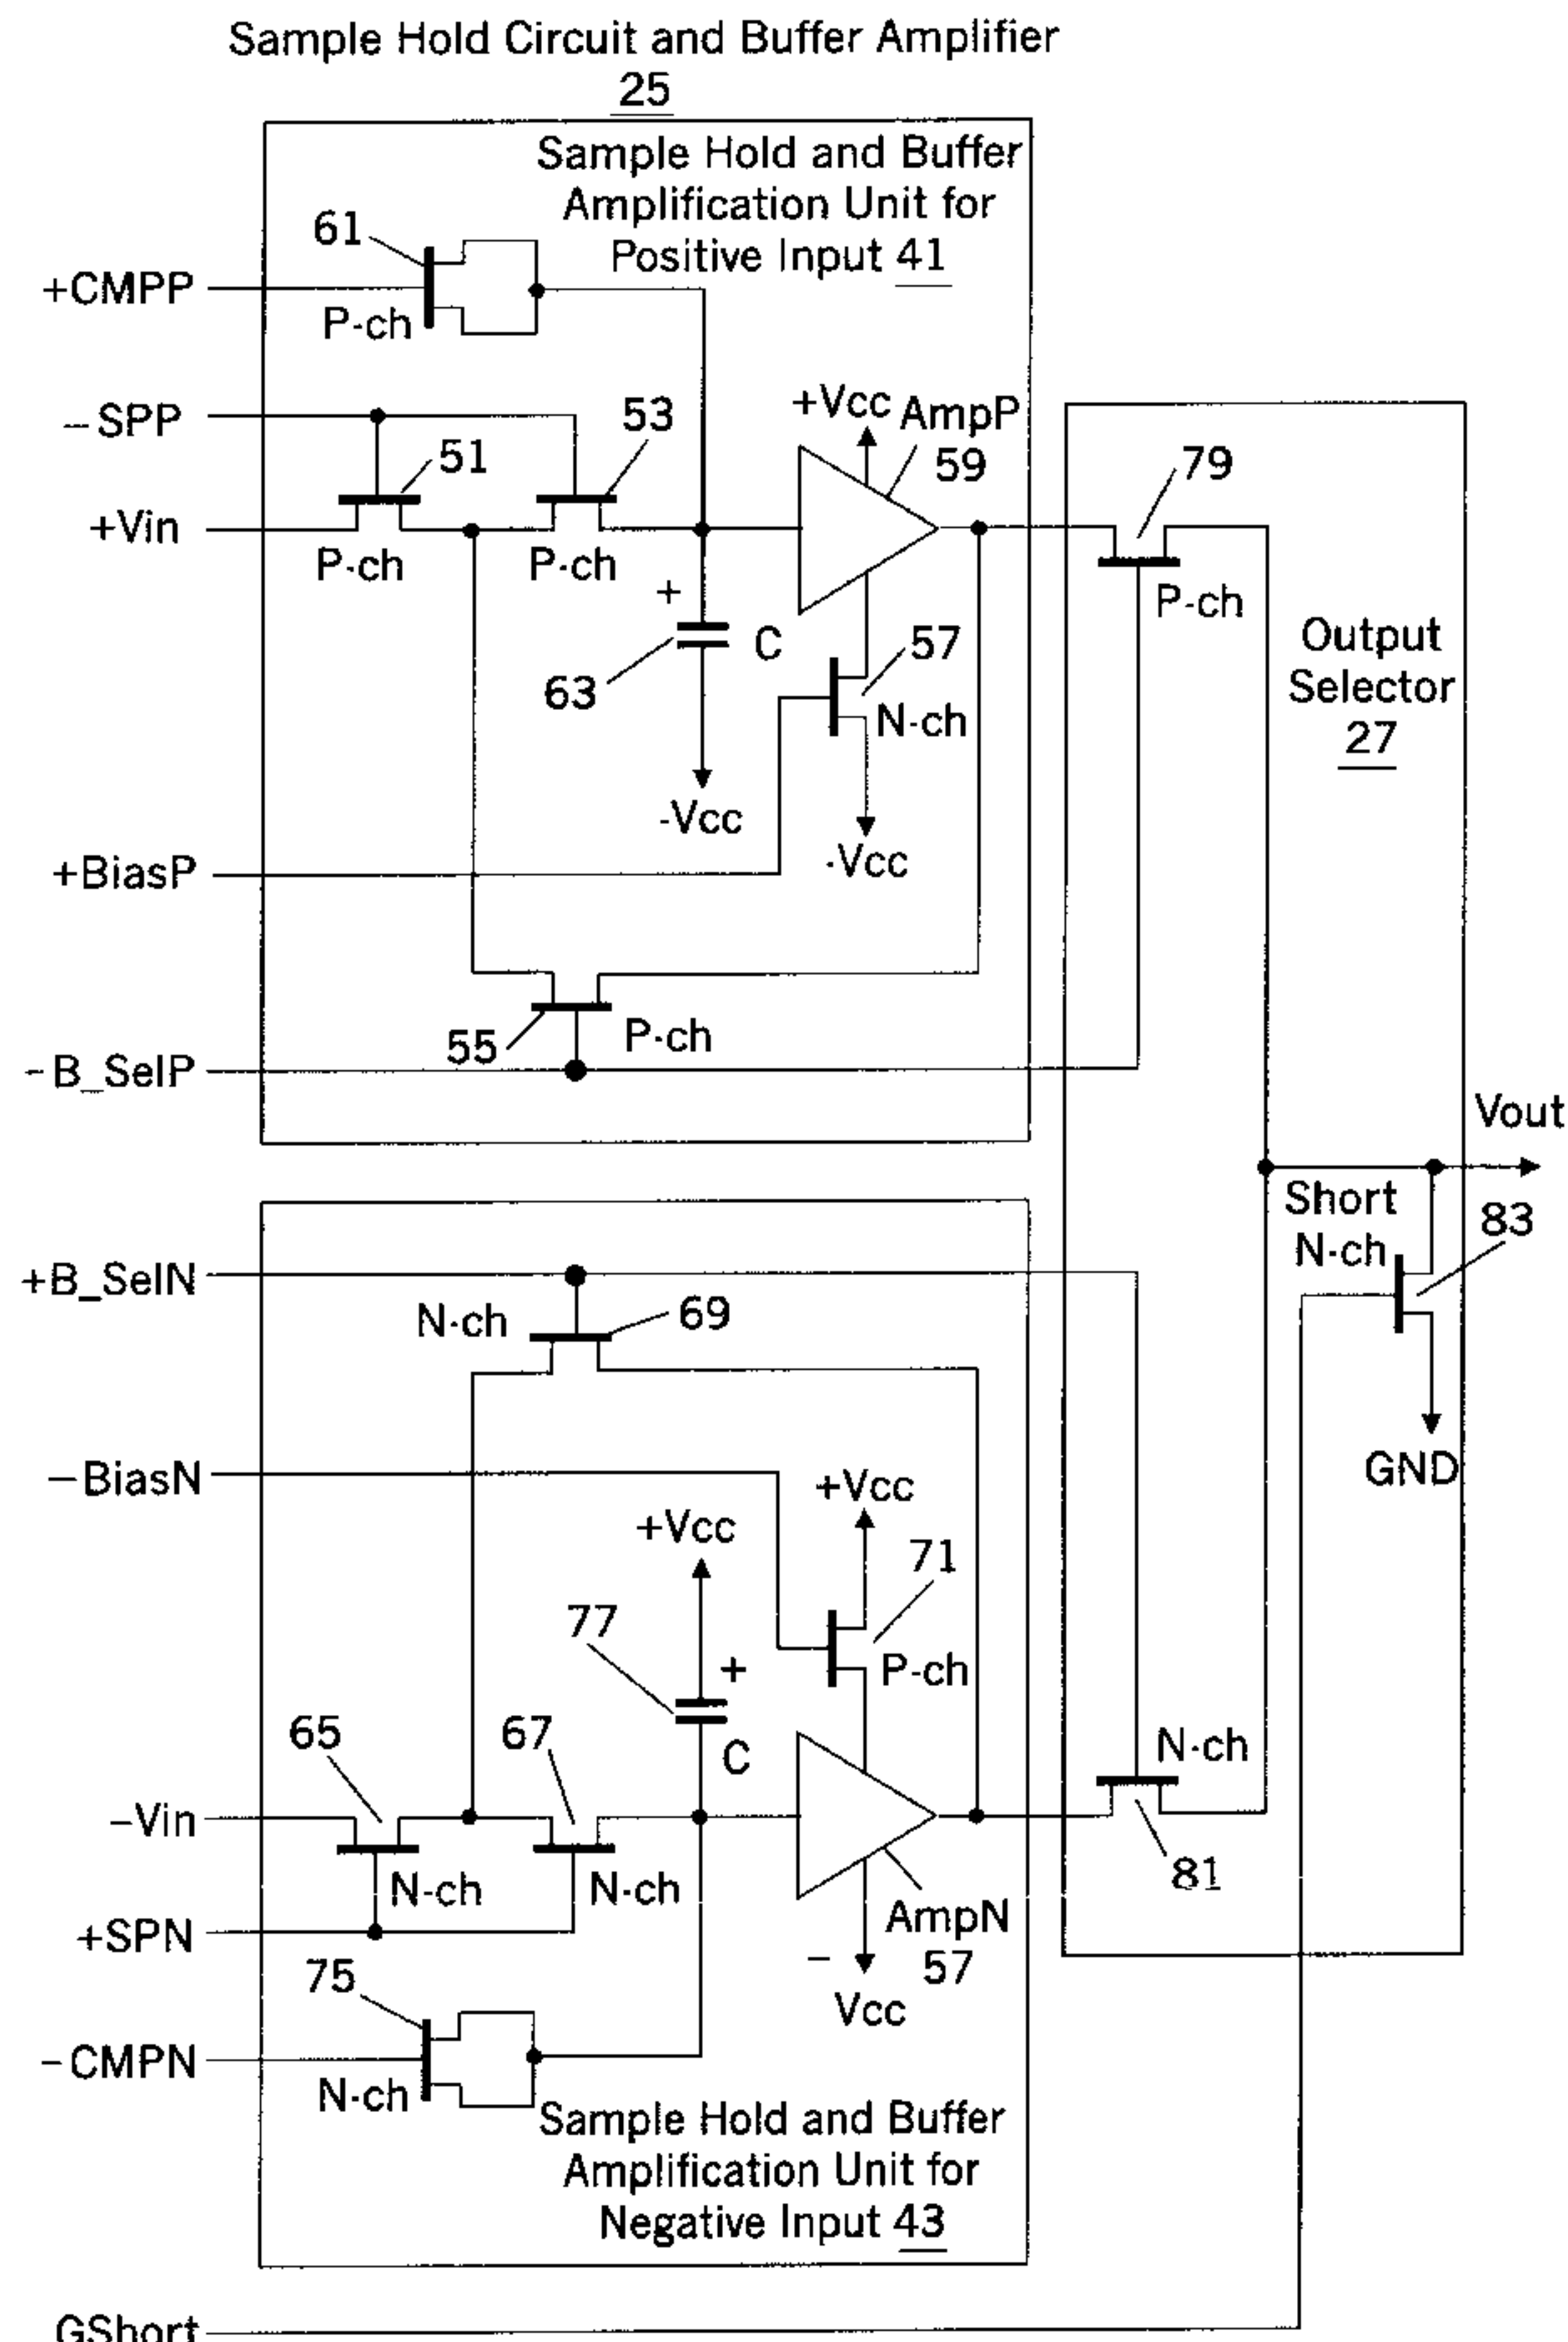 Sample Hold Circuit and Buffer Amplifier
25
Sample Hold and Buffer
Amplification Unit for
Positive Input 41
61
+CMPP
P-ch
-SPP
53
+Vcc
AmpP
59
51
79
+Vin
P-ch
P-ch
P-ch
+
C
57
63
N-ch
Output
Selector
27
-Vcc
-Vcc
+BiasP
55
P-ch
-B_SelP
Vout
Short
N-ch
83
+B_SelN
N-ch
69
GND
-BiasN
+Vcc
+Vcc
71
77
+
P-ch
65
67
C
N-ch
-Vin
N-ch
N-ch
81
+SPN
AmpN
57
-
Vcc
75
-CMPN
N-ch
Sample Hold and Buffer
Amplification Unit for
Negative Input 43
GShort